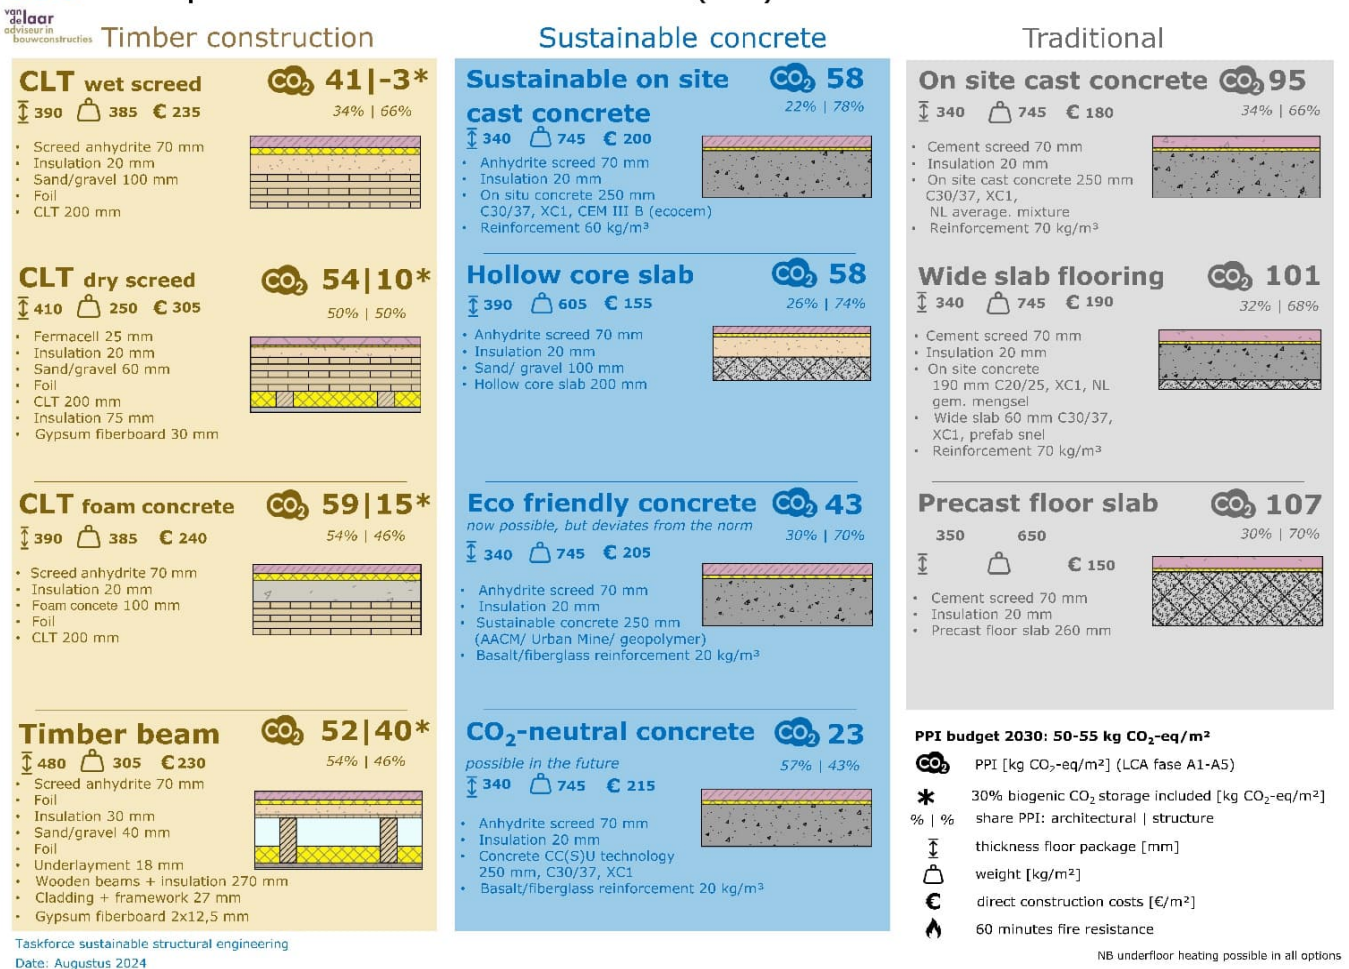 van
de laar
adviseur in
bouwconstructies
Timber construction
CLT wet screed
CO2 41|-3*
390 385 € 235
34% | 66%
• Screed anhydrite 70 mm
• Insulation 20 mm
• Sand/gravel 100 mm
• Foil
• CLT 200 mm
CLT dry screed
CO2 54|10*
410 250 € 305
50% | 50%
• Fermacell 25 mm
• Insulation 20 mm
• Sand/gravel 60 mm
• Foil
• CLT 200 mm
• Insulation 75 mm
• Gypsum fiberboard 30 mm
CLT foam concrete
CO2 59|15*
390 385 € 240
54% | 46%
• Screed anhydrite 70 mm
• Insulation 20 mm
• Foam concete 100 mm
• Foil
• CLT 200 mm
Timber beam
CO2 52|40*
480 305 €230
54% | 46%
• Screed anhydrite 70 mm
• Foil
• Insulation 30 mm
• Sand/gravel 40 mm
• Foil
• Underlayment 18 mm
• Wooden beams + insulation 270 mm
• Cladding + framework 27 mm
• Gypsum fiberboard 2x12,5 mm
Taskforce sustainable structural engineering
Date: Augustus 2024
Sustainable concrete
Sustainable on site
cast concrete
CO2 58
22% | 78%
340 745 € 200
• Anhydrite screed 70 mm
• Insulation 20 mm
• On situ concrete 250 mm
C30/37, XC1, CEM III B (ecocem)
• Reinforcement 60 kg/m³
Hollow core slab
CO2 58
390 605 € 155
26% | 74%
• Anhydrite screed 70 mm
• Insulation 20 mm
• Sand/ gravel 100 mm
• Hollow core slab 200 mm
Eco friendly concrete
CO2 43
now possible, but deviates from the norm
30% | 70%
340 745 € 205
• Anhydrite screed 70 mm
• Insulation 20 mm
• Sustainable concrete 250 mm
(AACM/ Urban Mine/ geopolymer)
• Basalt/fiberglass reinforcement 20 kg/m³
CO₂-neutral concrete
CO2 23
possible in the future
57% | 43%
340 745 € 215
• Anhydrite screed 70 mm
• Insulation 20 mm
• Concrete CC(S)U technology
250 mm, C30/37, XC1
• Basalt/fiberglass reinforcement 20 kg/m³
Traditional
On site cast concrete
CO2 95
340 745 € 180
34% | 66%
• Cement screed 70 mm
• Insulation 20 mm
• On site cast concrete 250 mm
C30/37, XC1,
NL average. mixture
• Reinforcement 70 kg/m³
Wide slab flooring
CO2 101
340 745 € 190
32% | 68%
• Cement screed 70 mm
• Insulation 20 mm
• On site concrete
190 mm C20/25, XC1, NL
gem. mengsel
• Wide slab 60 mm C30/37,
XC1, prefab snel
• Reinforcement 70 kg/m³
Precast floor slab
CO2 107
350 650
30% | 70%
€ 150
• Cement screed 70 mm
• Insulation 20 mm
• Precast floor slab 260 mm
PPI budget 2030: 50-55 kg CO₂-eq/m²
CO2 PPI [kg CO₂-eq/m²] (LCA fase A1-A5)
* 30% biogenic CO₂ storage included [kg CO₂-eq/m²]
% | % share PPI: architectural | structure
thickness floor package [mm]
weight [kg/m²]
€ direct construction costs [€/m²]
60 minutes fire resistance
NB underfloor heating possible in all options